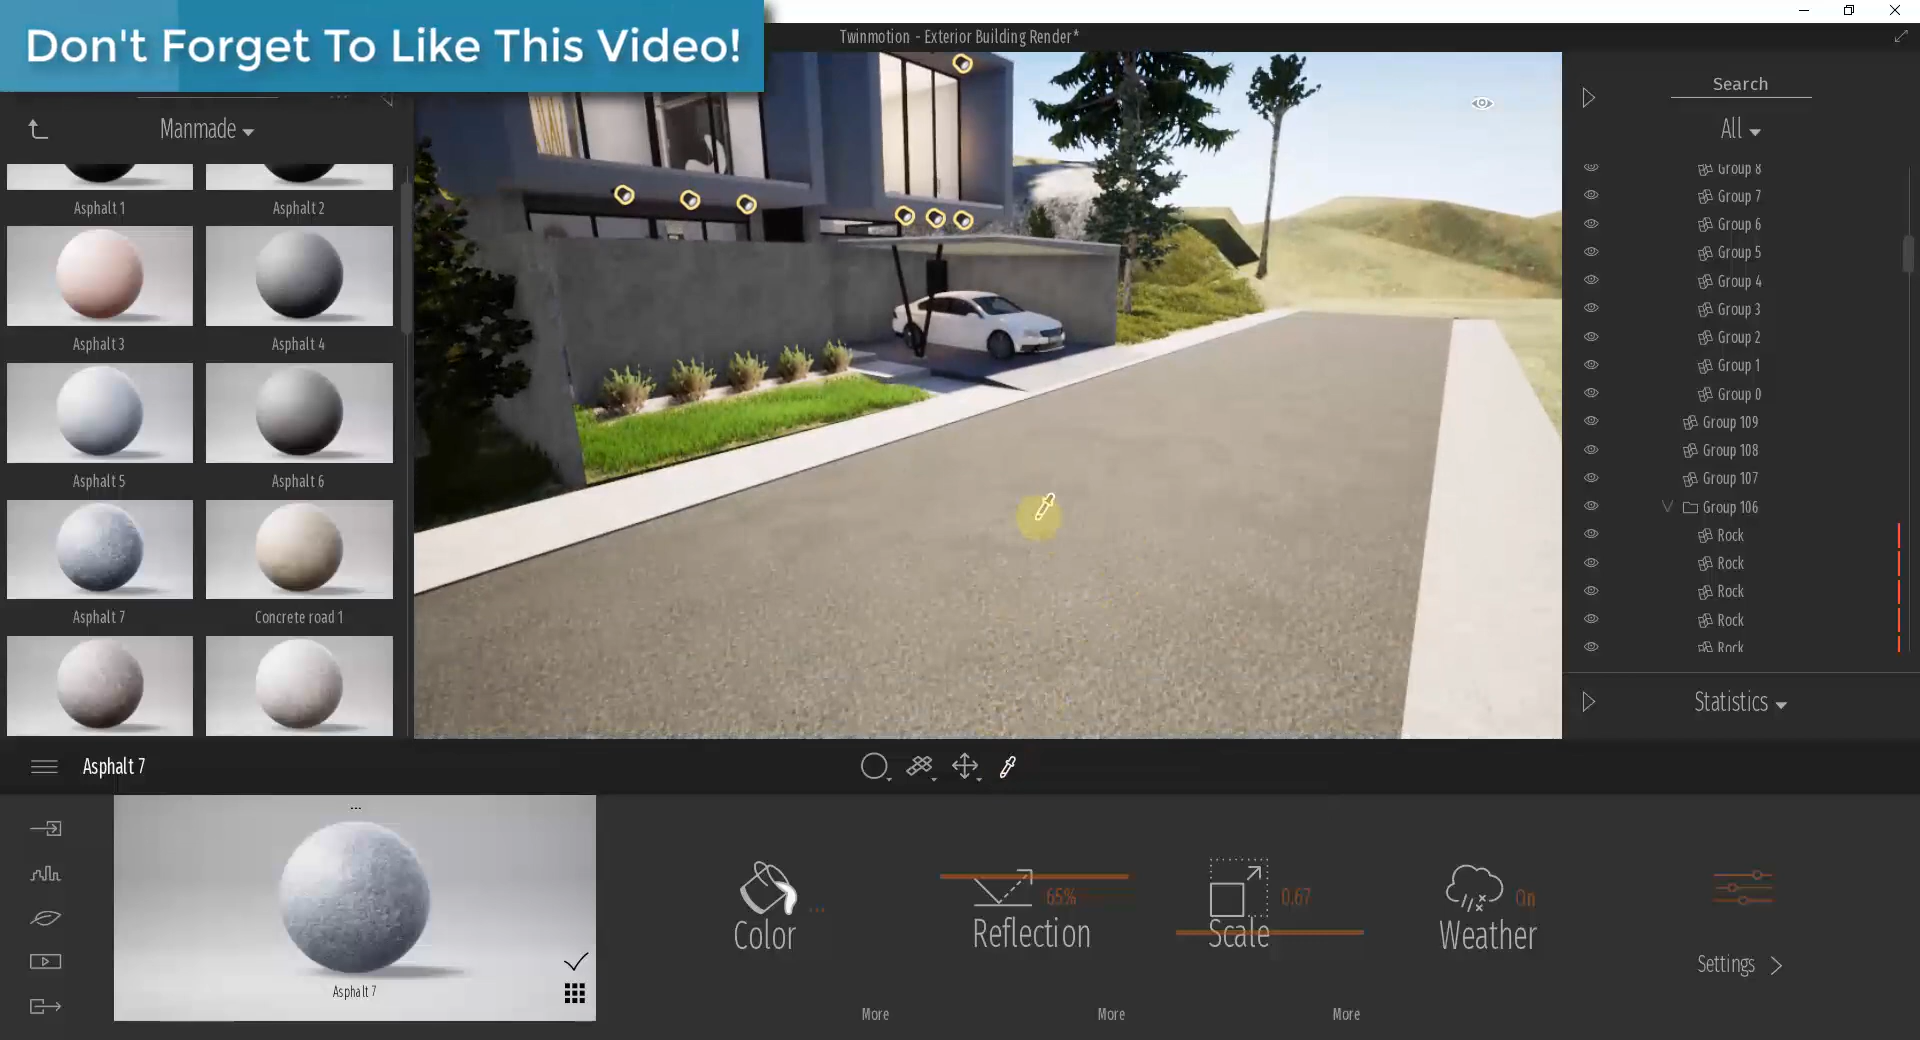 Don't Forget To Like This Video!
Twinmotion - Exterior Building Render*
Manmade
Asphalt 1
Asphalt 2
Asphalt 3
Asphalt 4
Asphalt 5
Asphalt 6
Asphalt 7
Concrete road 1
Search
All
Group 8
Group 7
Group 6
Group 5
Group 4
Group 3
Group 2
Group 1
Group 0
Group 109
Group 108
Group 107
Group 106
Rock
Rock
Rock
Rock
Rock
Statistics
Asphalt 7
...
Asphalt 7
Color
...
More
65%
Reflection
More
0.67
Scale
More
On
Weather
Settings